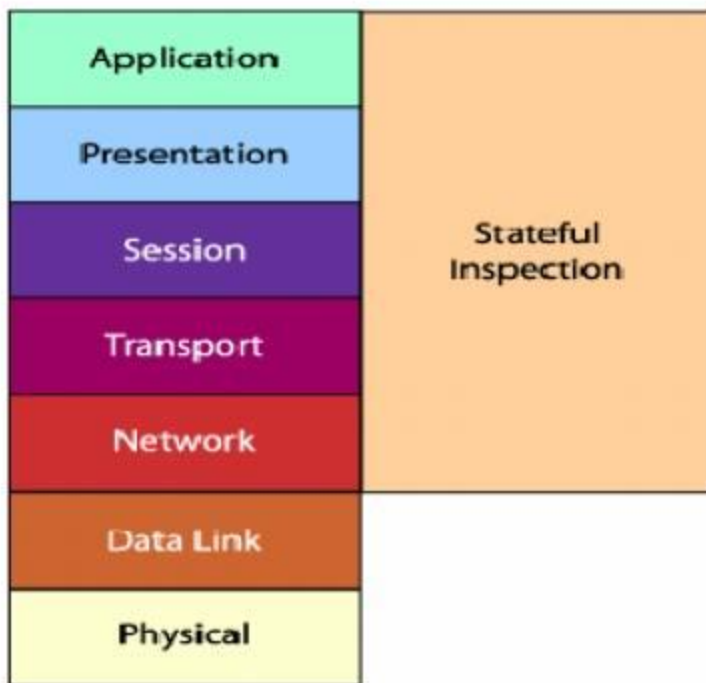 Application
Presentation
Session
Transport
Network
Data Link
Physical
Stateful
Inspection